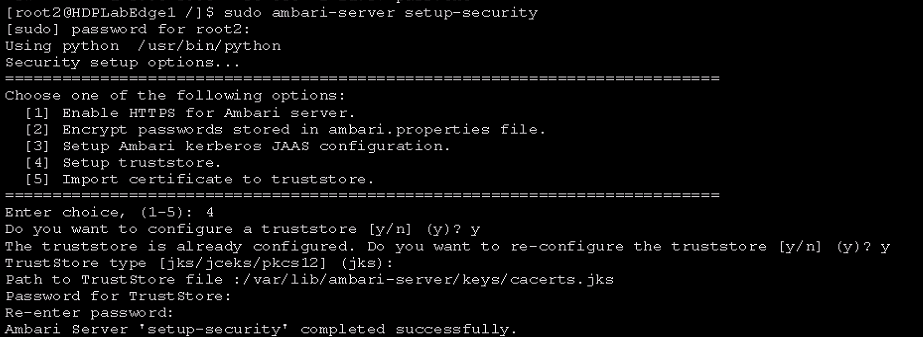 [root2@HDPLabEdge1 /]$ sudo ambari-server setup-security
[sudo] password for root2:
Using python  /usr/bin/python
Security setup options...
===========================================================================
Choose one of the following options:
  [1] Enable HTTPS for Ambari server.
  [2] Encrypt passwords stored in ambari.properties file.
  [3] Setup Ambari kerberos JAAS configuration.
  [4] Setup truststore.
  [5] Import certificate to truststore.
===========================================================================
Enter choice, (1-5): 4
Do you want to configure a truststore [y/n] (y)? y
The truststore is already configured. Do you want to re-configure the truststore [y/n] (y)? y
TrustStore type [jks/jceks/pkcs12] (jks):
Path to TrustStore file :/var/lib/ambari-server/keys/cacerts.jks
Password for TrustStore:
Re-enter password:
Ambari Server 'setup-security' completed successfully.